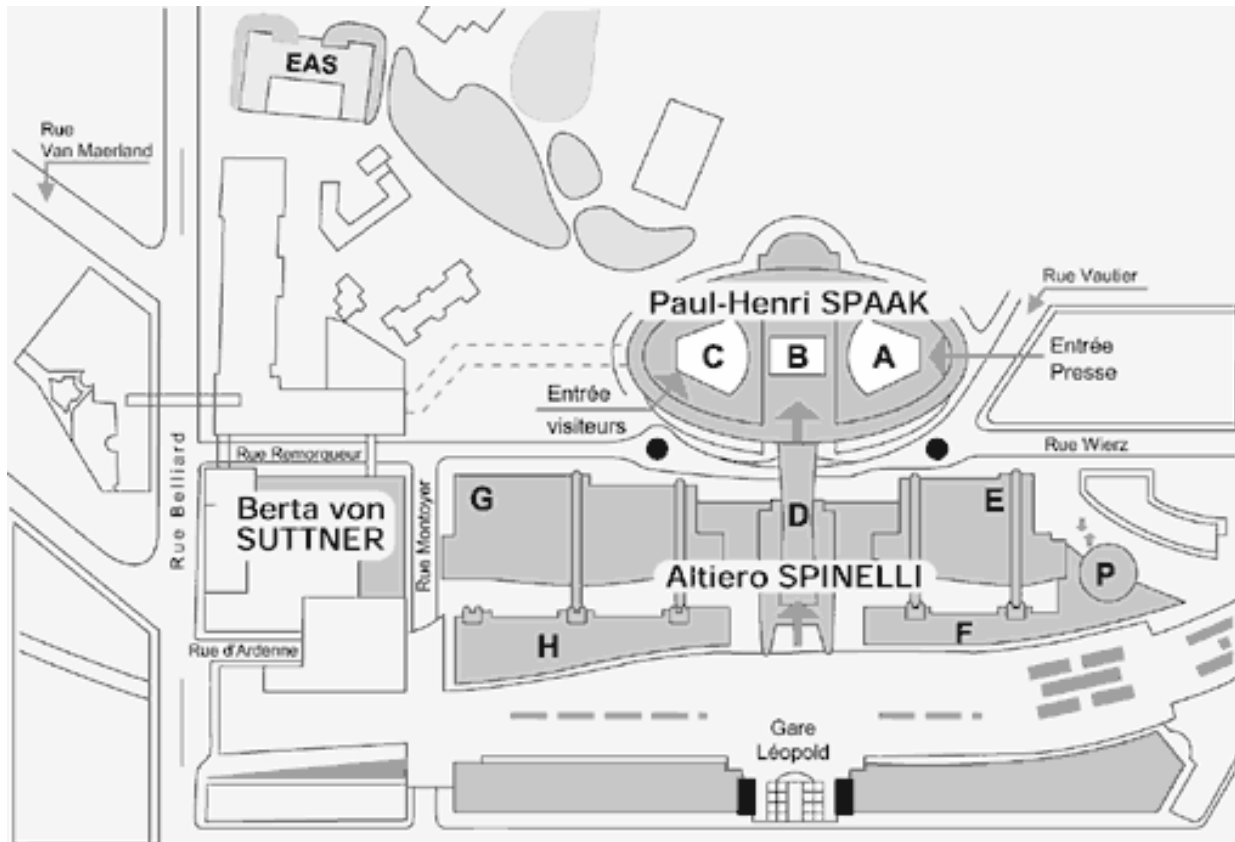 EAS
Rue
Van Maerland
Paul-Henri SPAAK
Rue Vautier
C
B
A
Entrée
Presse
Entrée
visiteurs
Rue Wierz
Rue Remorqueur
Rue Belliard
Berta von
SUTTNER
Rue Montoyer
G
D
E
Altiero SPINELLI
P
H
F
Rue d'Ardenne
Gare
Léopold